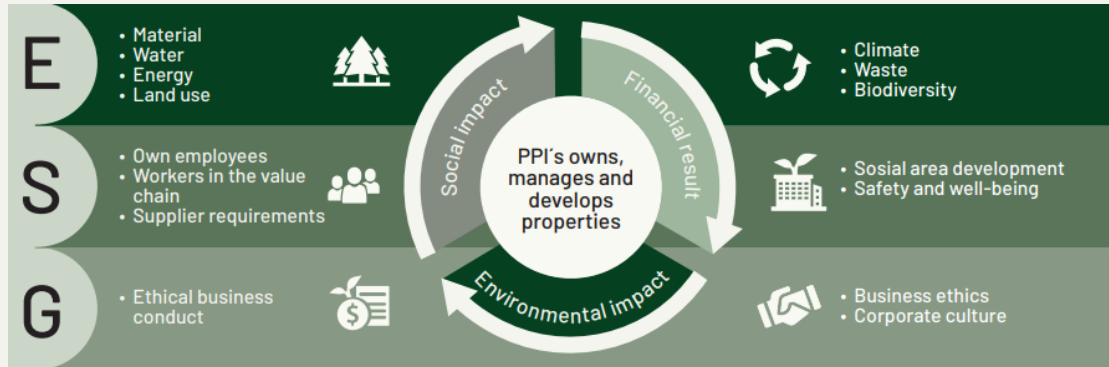 E
• Material
• Water
• Energy
• Land use
• Climate
• Waste
• Biodiversity
S
• Own employees
• Workers in the value
chain
• Supplier requirements
• Sosial area development
• Safety and well-being
G
• Ethical business
conduct
• Business ethics
• Corporate culture
Social impact
Financial result
Environmental impact
PPI´s owns,
manages and
develops
properties